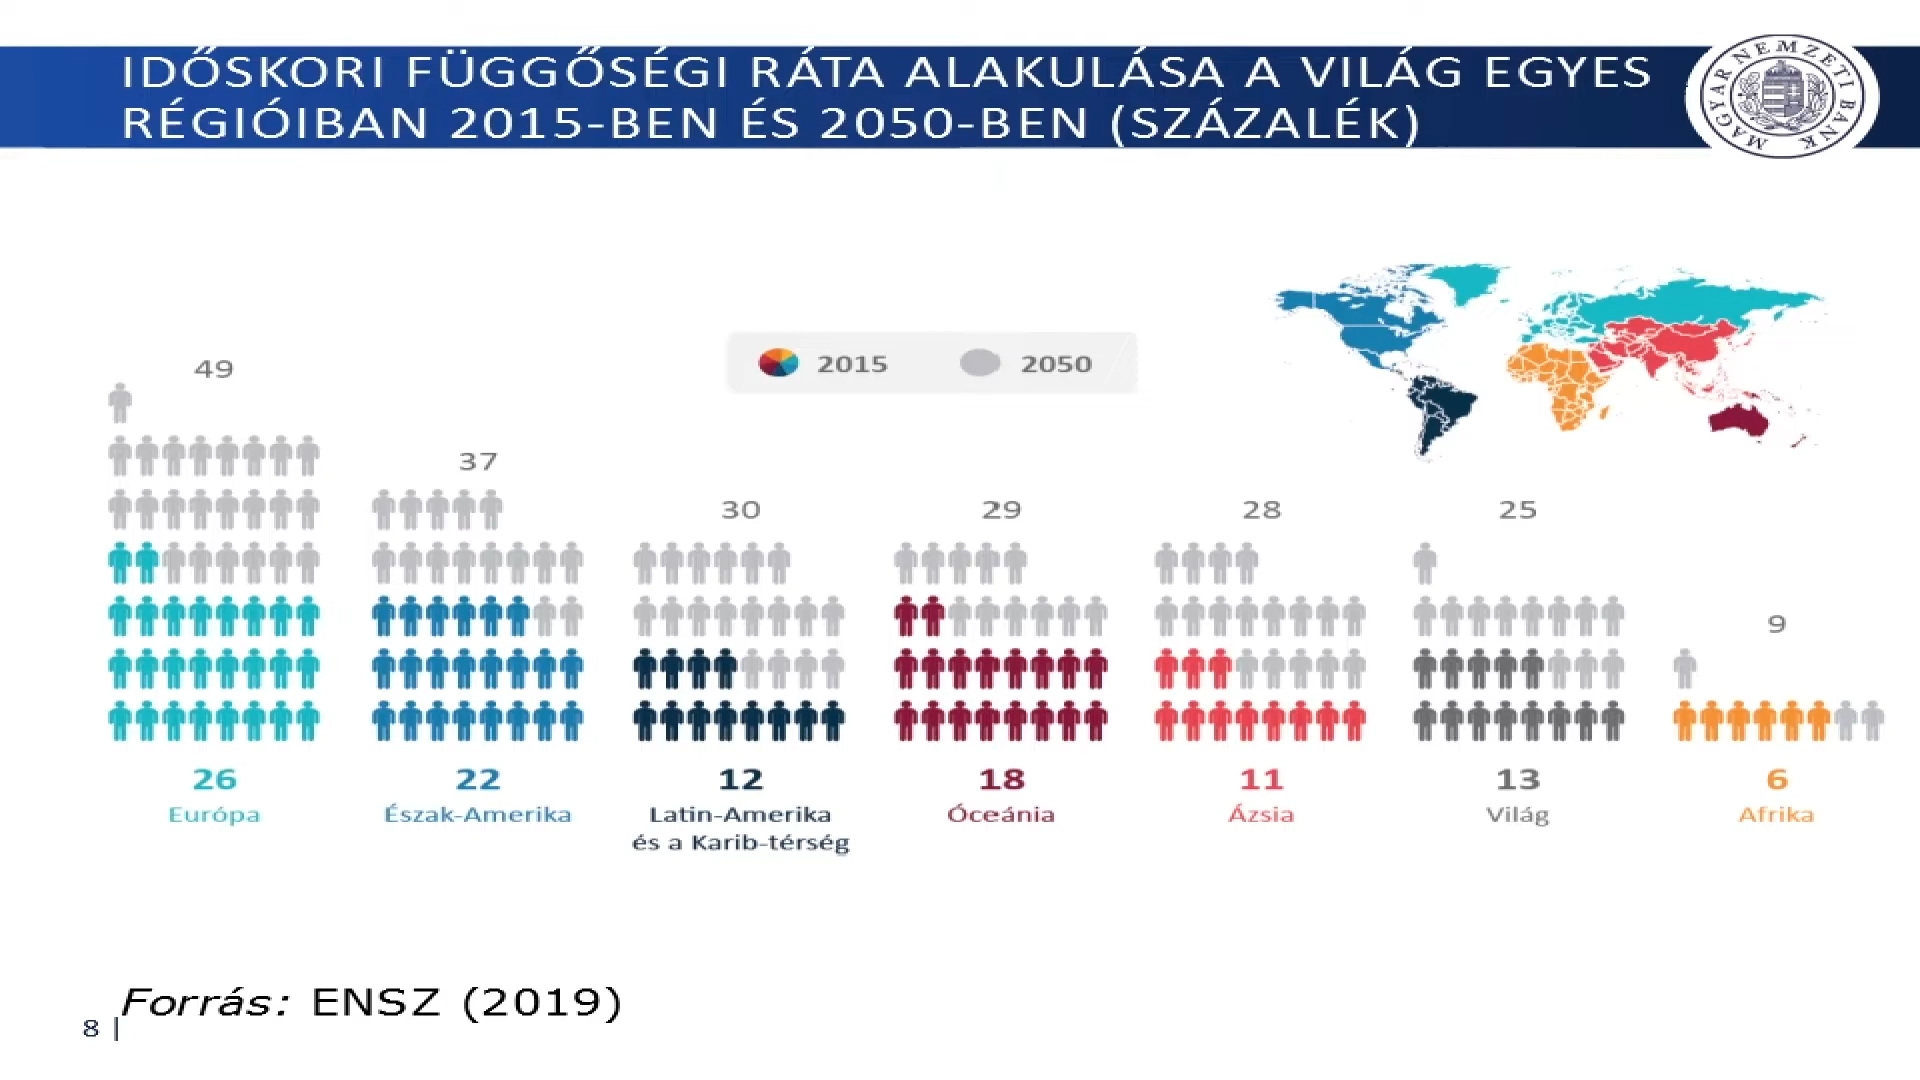 IDŐSKORI FÜGGŐSÉGI RÁTA ALAKULÁSA A VILÁG EGYES
RÉGIÓIBAN 2015-BEN ÉS 2050-BEN (SZÁZALÉK)
MAGYAR NEMZETI BANK
2015 2050
49
37
30
29
28
25
9
26
Európa
22
Észak-Amerika
12
Latin-Amerika
és a Karib-térség
18
Óceánia
11
Ázsia
13
Világ
6
Afrika
Forrás: ENSZ (2019)
8 |